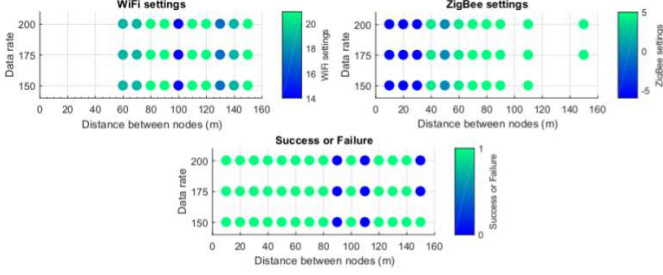 WiFi settings
200
175
150
Data rate
0 20 40 60 80 100 120 140 160
Distance between nodes (m)
20
18
16
14
WiFi settings
ZigBee settings
200
175
150
Data rate
0 20 40 60 80 100 120 140 160
Distance between nodes (m)
5
0
-5
ZigBee settings
Success or Failure
200
175
150
Data rate
0 20 40 60 80 100 120 140 160
Distance between nodes (m)
1
0
Success or Failure